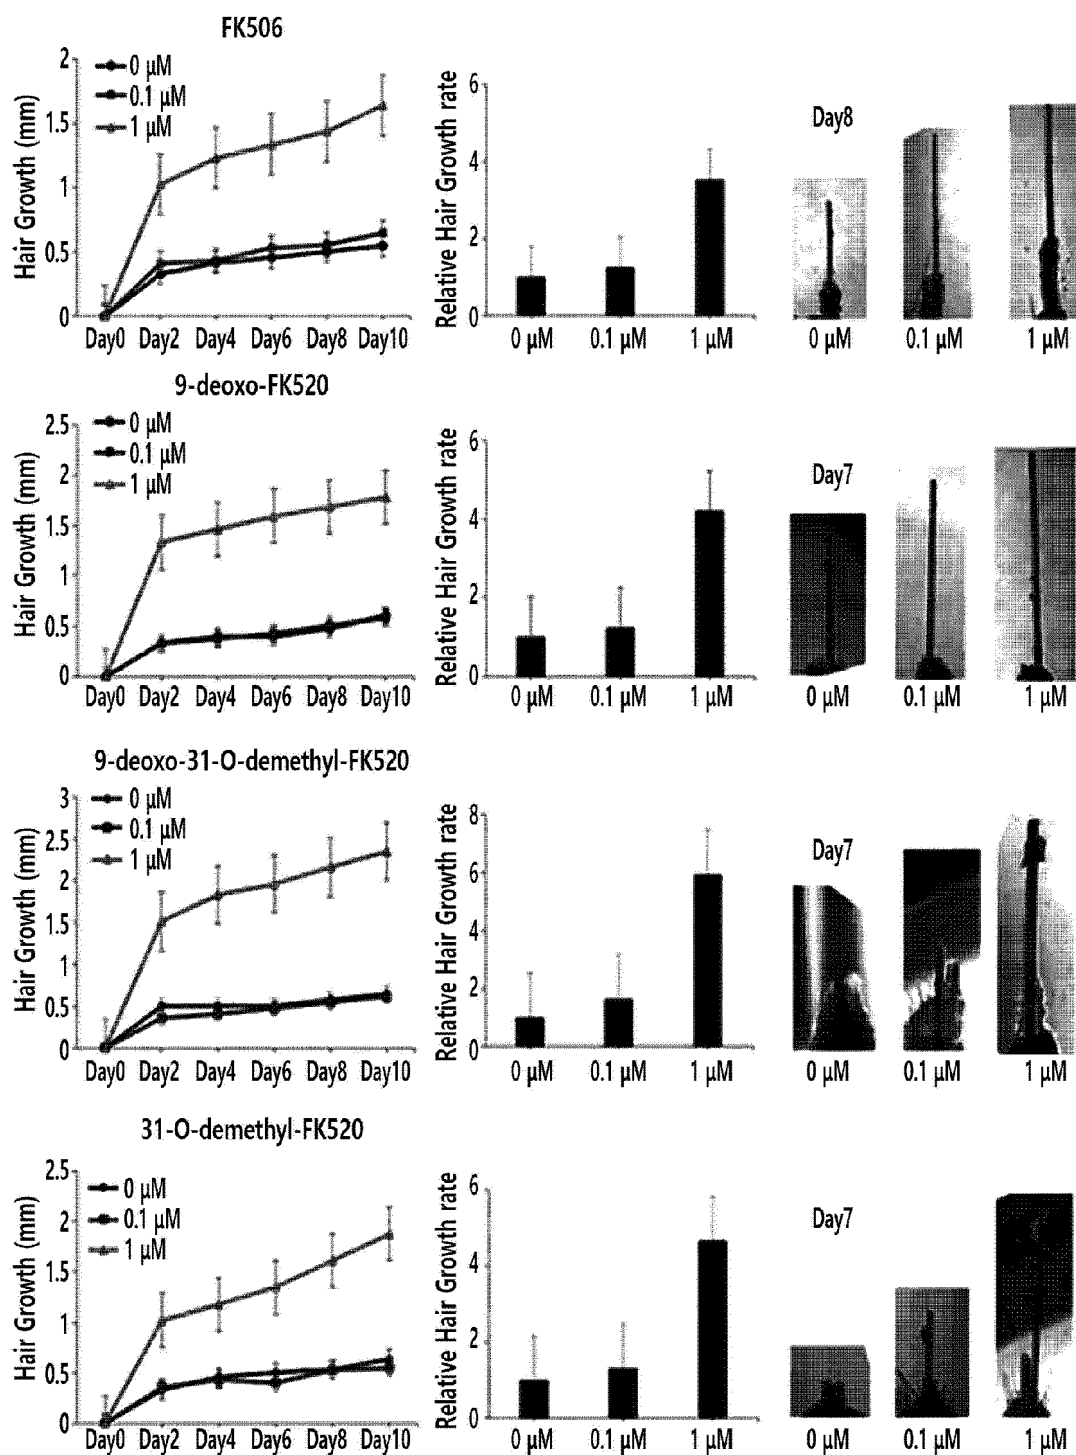 FK506
Hair Growth (mm)
2
1.5
1
0.5
0
0 μM
0.1 μM
1 μM
Day0 Day2 Day4 Day6 Day8 Day10
Relative Hair Growth rate
6
4
2
0
0 μM 0.1 μM 1 μM
Day8
0 μM 0.1 μM 1 μM
9-deoxo-FK520
Hair Growth (mm)
2.5
2
1.5
1
0.5
0
0 μM
0.1 μM
1 μM
Day0 Day2 Day4 Day6 Day8 Day10
Relative Hair Growth rate
6
4
2
0
0 μM 0.1 μM 1 μM
Day7
0 μM 0.1 μM 1 μM
9-deoxo-31-O-demethyl-FK520
Hair Growth (mm)
3
2.5
2
1.5
1
0.5
0
0 μM
0.1 μM
1 μM
Day0 Day2 Day4 Day6 Day8 Day10
Relative Hair Growth rate
8
6
4
2
0
0 μM 0.1 μM 1 μM
Day7
0 μM 0.1 μM 1 μM
31-O-demethyl-FK520
Hair Growth (mm)
2.5
2
1.5
1
0.5
0
0 μM
0.1 μM
1 μM
Day0 Day2 Day4 Day6 Day8 Day10
Relative Hair Growth rate
6
4
2
0
0 μM 0.1 μM 1 μM
Day7
0 μM 0.1 μM 1 μM